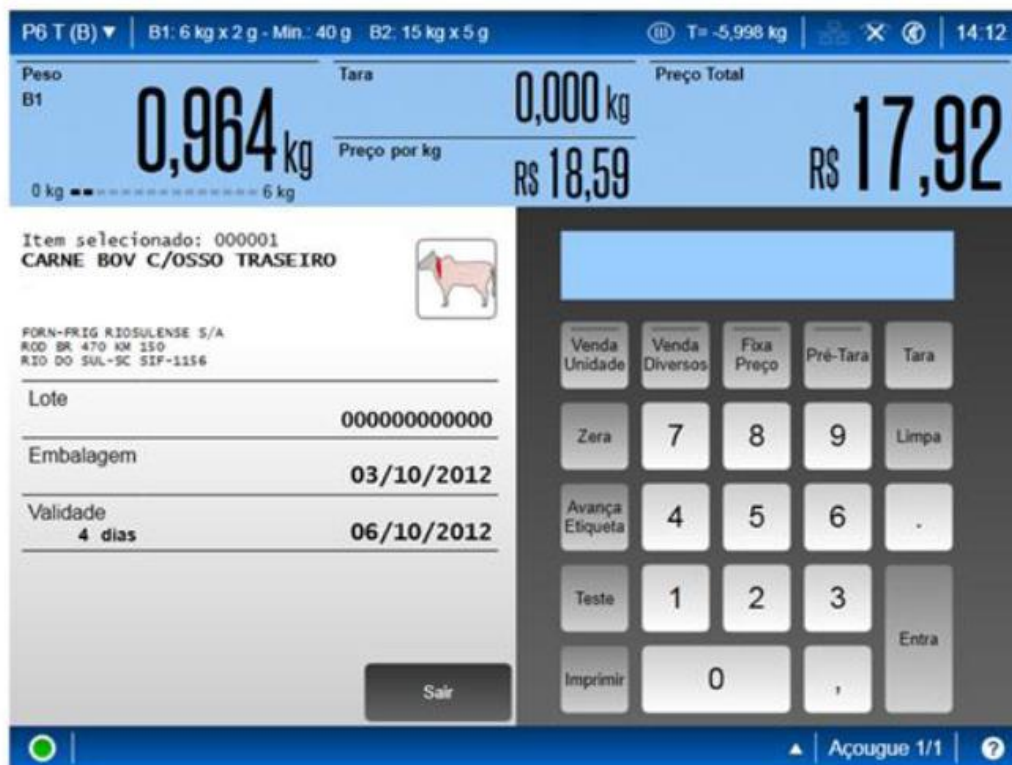 P6 T (B) ▼ B1: 6 kg x 2 g - Min.: 40 g B2: 15 kg x 5 g T= -5,998 kg 14:12
Peso
B1
0,964 kg
0 kg 6 kg
Tara
0,000 kg
Preço por kg
R$ 18,59
Preço Total
R$ 17,92
Item selecionado: 000001
CARNE BOV C/OSSO TRASEIRO
FORN-FRIG RIOSULENSE S/A
ROD BR 470 KM 150
RIO DO SUL-SC SIF-1156
Lote
000000000000
Embalagem
03/10/2012
Validade
4 dias 06/10/2012
Sair
Venda Unidade
Venda Diversos
Fixa Preço
Pré-Tara
Tara
Zera 7 8 9 Limpa
Avança Etiqueta
4 5 6 .
Teste 1 2 3
Entra
Imprimir 0 ,
Açougue 1/1 ?